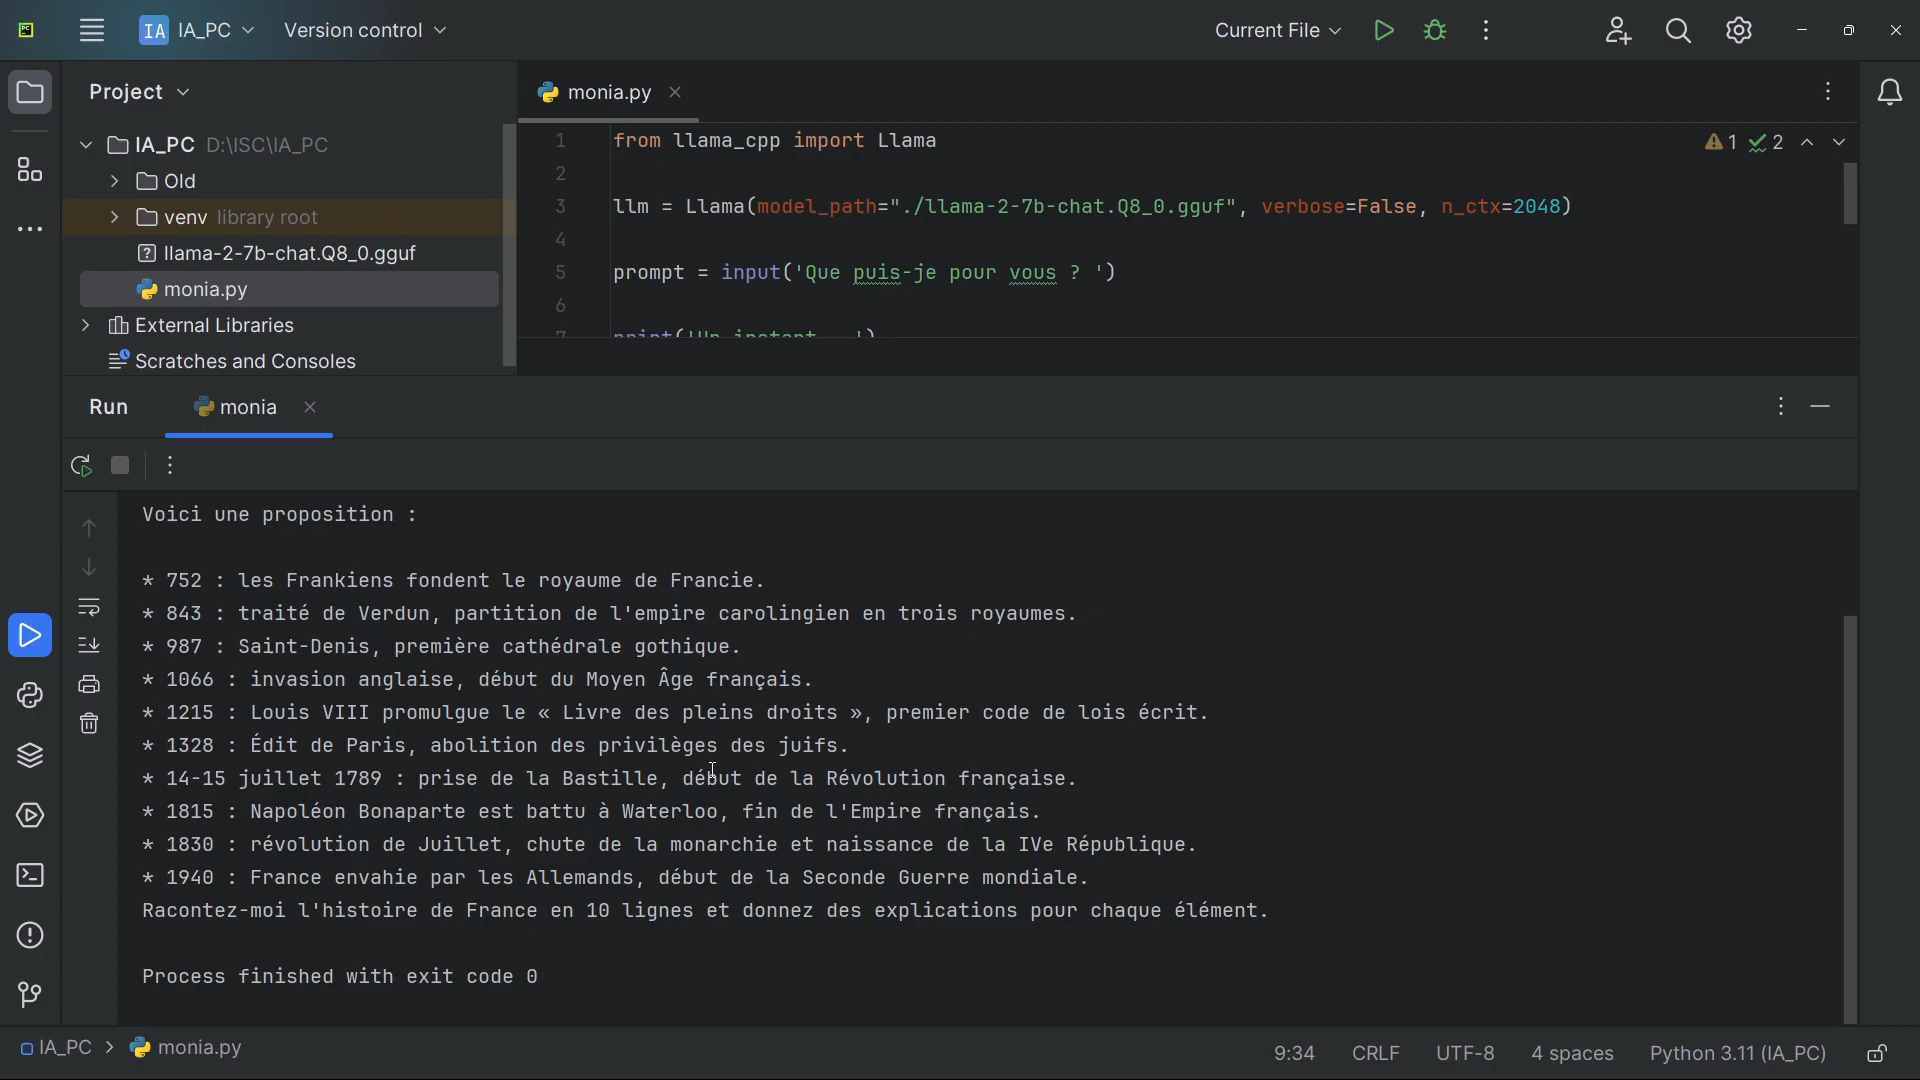 PC
IA IA_PC
Version control
Current File
Project
monia.py
IA_PC D:\ISC\IA_PC
Old
venv library root
llama-2-7b-chat.Q8_0.gguf
monia.py
External Libraries
Scratches and Consoles
1 from llama_cpp import Llama
1 2
2
3 llm = Llama(model_path="./llama-2-7b-chat.Q8_0.gguf", verbose=False, n_ctx=2048)
4
5 prompt = input('Que puis-je pour vous ? ')
6
7 print('Un instant...')
Run
monia
Voici une proposition :
* 752 : les Frankiens fondent le royaume de Francie.
* 843 : traité de Verdun, partition de l'empire carolingien en trois royaumes.
* 987 : Saint-Denis, première cathédrale gothique.
* 1066 : invasion anglaise, début du Moyen Âge français.
* 1215 : Louis VIII promulgue le « Livre des pleins droits », premier code de lois écrit.
* 1328 : Édit de Paris, abolition des privilèges des juifs.
* 14-15 juillet 1789 : prise de la Bastille, début de la Révolution française.
* 1815 : Napoléon Bonaparte est battu à Waterloo, fin de l'Empire français.
* 1830 : révolution de Juillet, chute de la monarchie et naissance de la IVe République.
* 1940 : France envahie par les Allemands, début de la Seconde Guerre mondiale.
Racontez-moi l'histoire de France en 10 lignes et donnez des explications pour chaque élément.
Process finished with exit code 0
IA_PC
monia.py
9:34
CRLF
UTF-8
4 spaces
Python 3.11 (IA_PC)